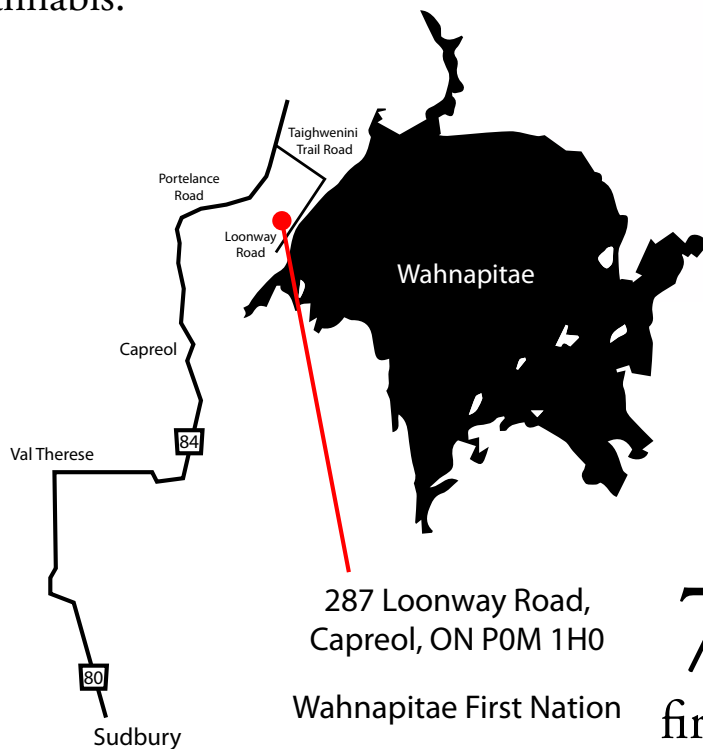 Taighwenini
Trail Road
Portelance
Road
Loonway
Road
Wahnapitae
Capreol
84
Val Therese
287 Loonway Road,
Capreol, ON P0M 1H0
80
Wahnapitae First Nation
Sudbury